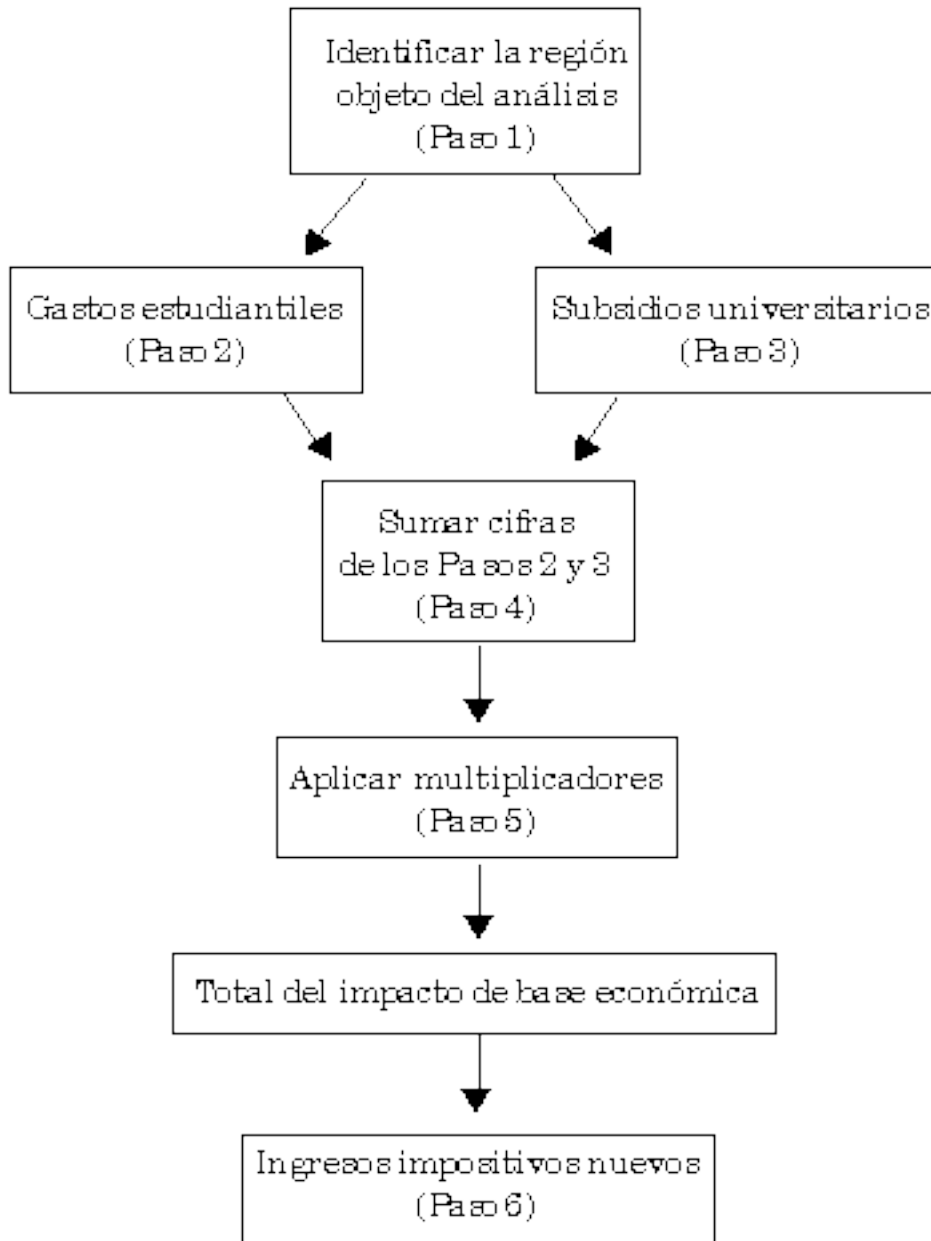 Identificar la región
objeto del análisis
(Paso 1)
Gastos estudiantiles
(Paso 2)
Subsidios universitarios
(Paso 3)
Sumar cifras
de los Pasos 2 y 3
(Paso 4)
Aplicar multiplicadores
(Paso 5)
Total del impacto de base económica
Ingresos impositivos nuevos
(Paso 6)